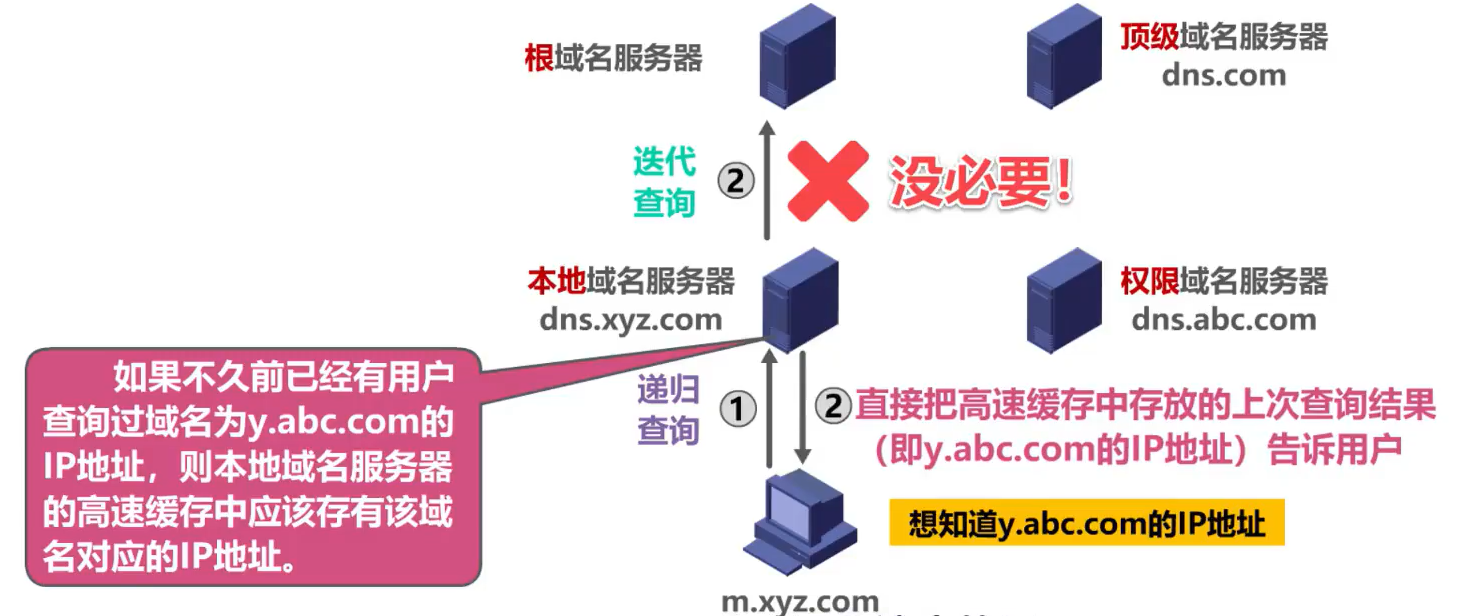 根域名服务器
顶级域名服务器
dns.com
迭代
查询
②
没必要！
本地域名服务器
dns.xyz.com
权限域名服务器
dns.abc.com
如果不久前已经有用户
查询过域名为y.abc.com的
IP地址，则本地域名服务器
的高速缓存中应该存有该域
名对应的IP地址。
递归
查询
①
②直接把高速缓存中存放的上次查询结果
（即y.abc.com的IP地址）告诉用户
想知道y.abc.com的IP地址
m.xyz.com